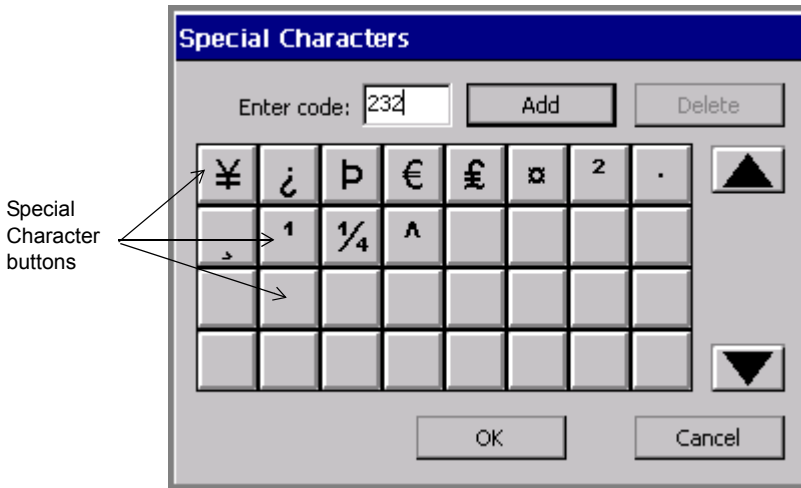 Special Characters
Enter code: 232 Add Delete
¥ ¿ Þ € ₤ ¤ ² ·
¸ ¹ ¼ ^
Special
Character
buttons
OK Cancel